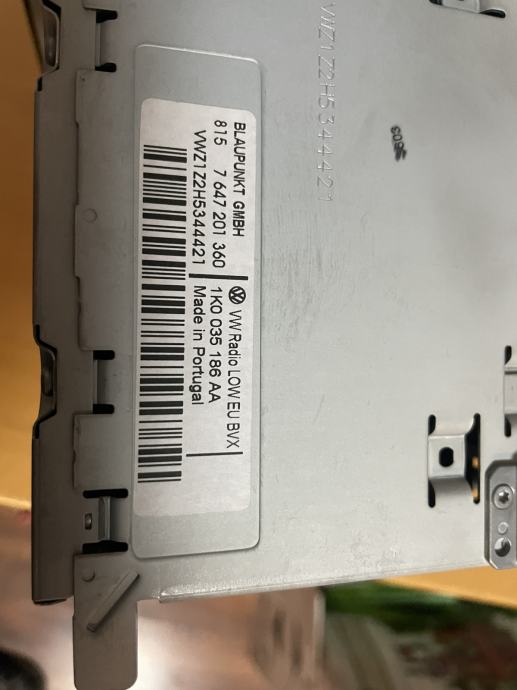 BLAUPUNKT GMBH
815 7 647 201 360
VWZ1Z2H5344421
VW Radio LOW EU BVX
1K0 035 186 AA
Made in Portugal
VWZ1Z2H5344421